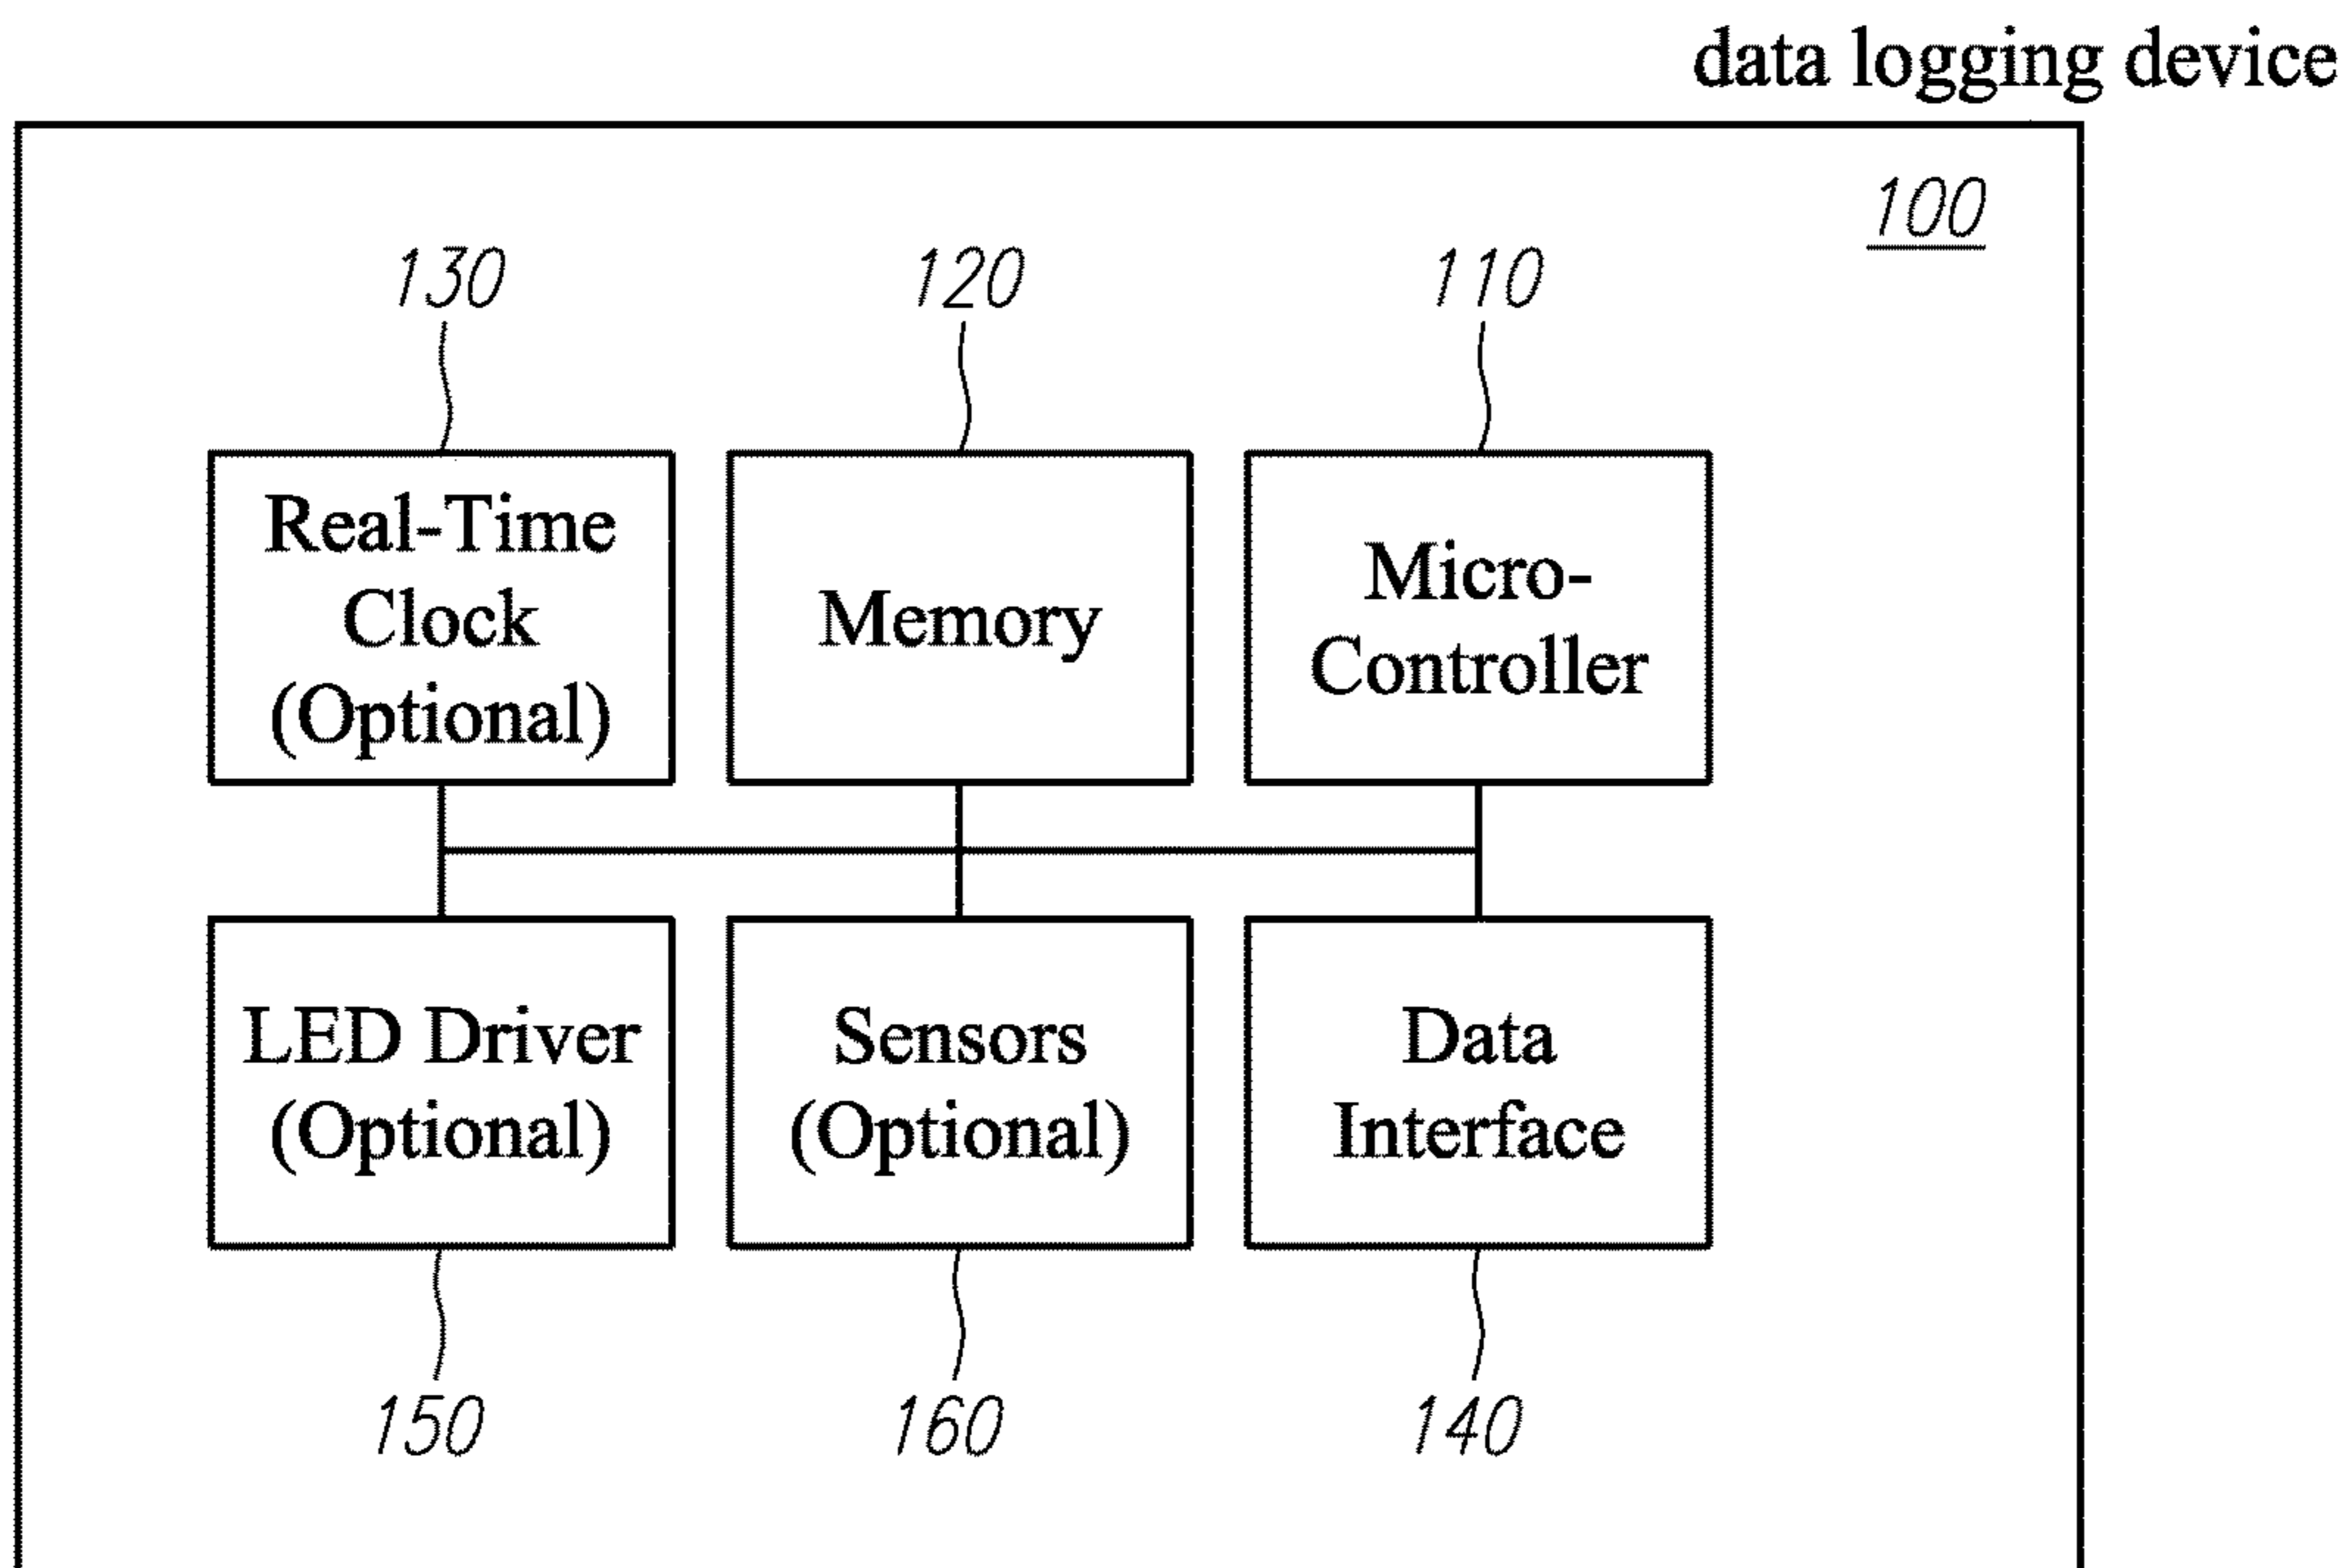 data logging device
100
130
120
110
Real-Time
Clock
(Optional)
Memory
Micro-
Controller
LED Driver
(Optional)
Sensors
(Optional)
Data
Interface
150
160
140